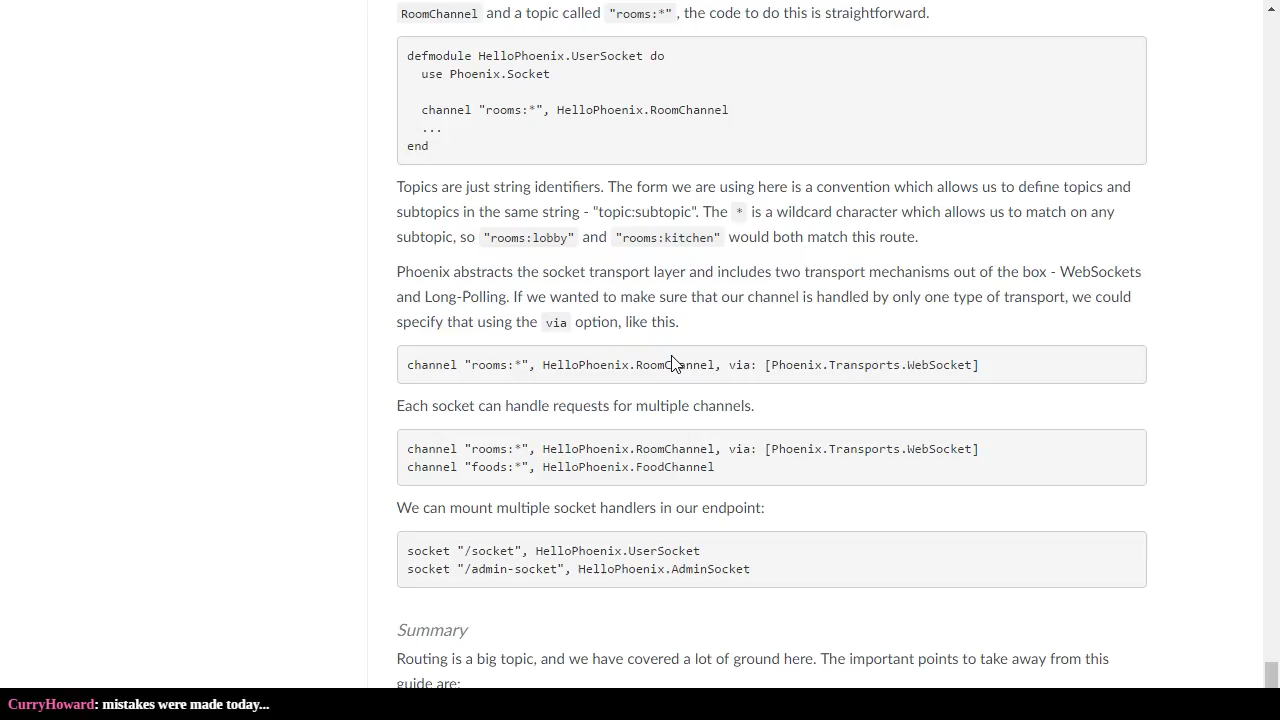 RoomChannel and a topic called "rooms:*", the code to do this is straightforward.
defmodule HelloPhoenix.UserSocket do
  use Phoenix.Socket
  channel "rooms:*", HelloPhoenix.RoomChannel
  ...
end
Topics are just string identifiers. The form we are using here is a convention which allows us to define topics and
subtopics in the same string - "topic:subtopic". The * is a wildcard character which allows us to match on any
subtopic, so "rooms:lobby" and "rooms:kitchen" would both match this route.
Phoenix abstracts the socket transport layer and includes two transport mechanisms out of the box - WebSockets
and Long-Polling. If we wanted to make sure that our channel is handled by only one type of transport, we could
specify that using the via option, like this.
channel "rooms:*", HelloPhoenix.RoomChannel, via: [Phoenix.Transports.WebSocket]
Each socket can handle requests for multiple channels.
channel "rooms:*", HelloPhoenix.RoomChannel, via: [Phoenix.Transports.WebSocket]
channel "foods:*", HelloPhoenix.FoodChannel
We can mount multiple socket handlers in our endpoint:
socket "/socket", HelloPhoenix.UserSocket
socket "/admin-socket", HelloPhoenix.AdminSocket
Summary
Routing is a big topic, and we have covered a lot of ground here. The important points to take away from this
guide are:
CurryHoward: mistakes were made today...